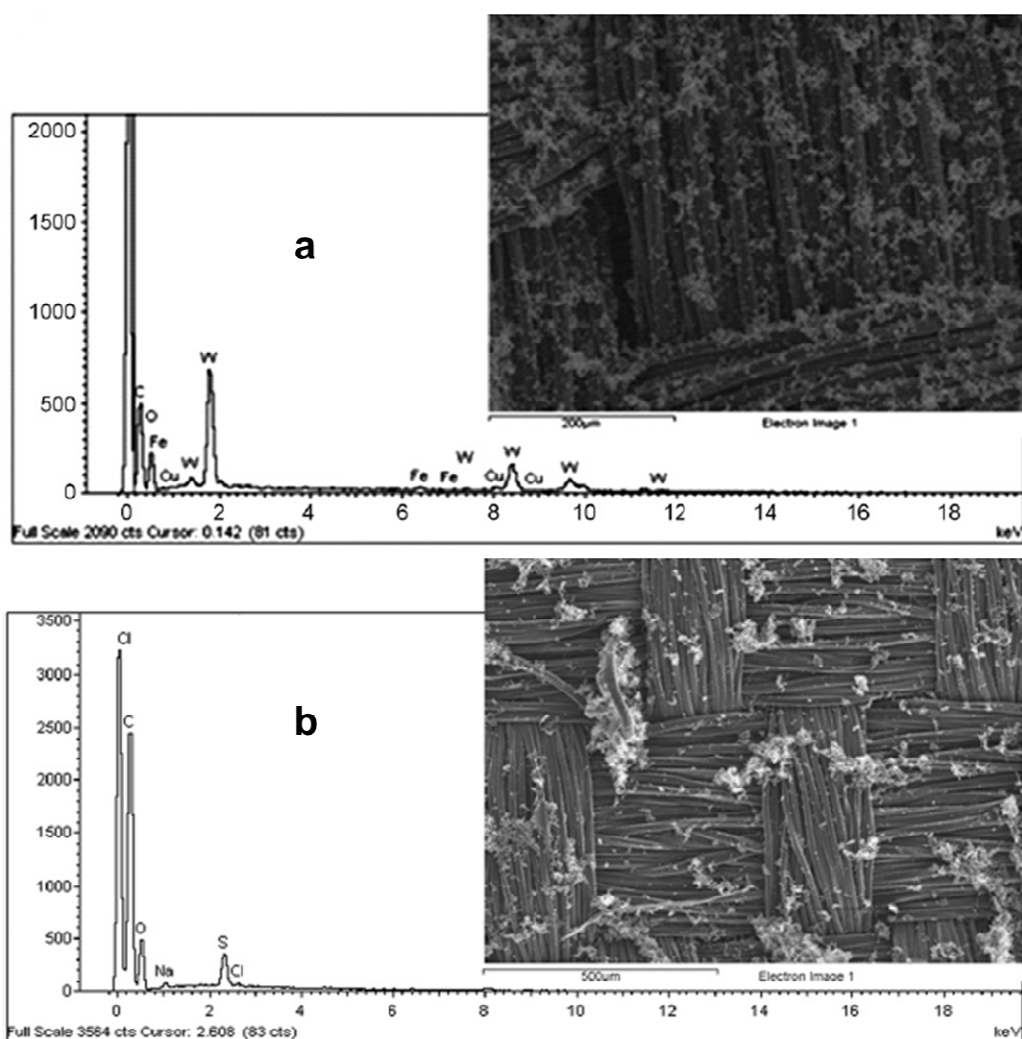 2000
1500
a
1000
W
500
C
O
Fe
Cu
W
Fe
Fe
W
Cu
W
Cu
W
W
0
0 2 4 6 8 10 12 14 16 18
Full Scale 2090 cts Cursor: 0.142 (81 cts)
keV
200µm
Electron Image 1
3500
Cl
3000
b
2500
C
2000
1500
1000
500
O
Na
S
Cl
0
0 2 4 6 8 10 12 14 16 18
Full Scale 3564 cts Cursor: 2.608 (83 cts)
keV
500µm
Electron Image 1